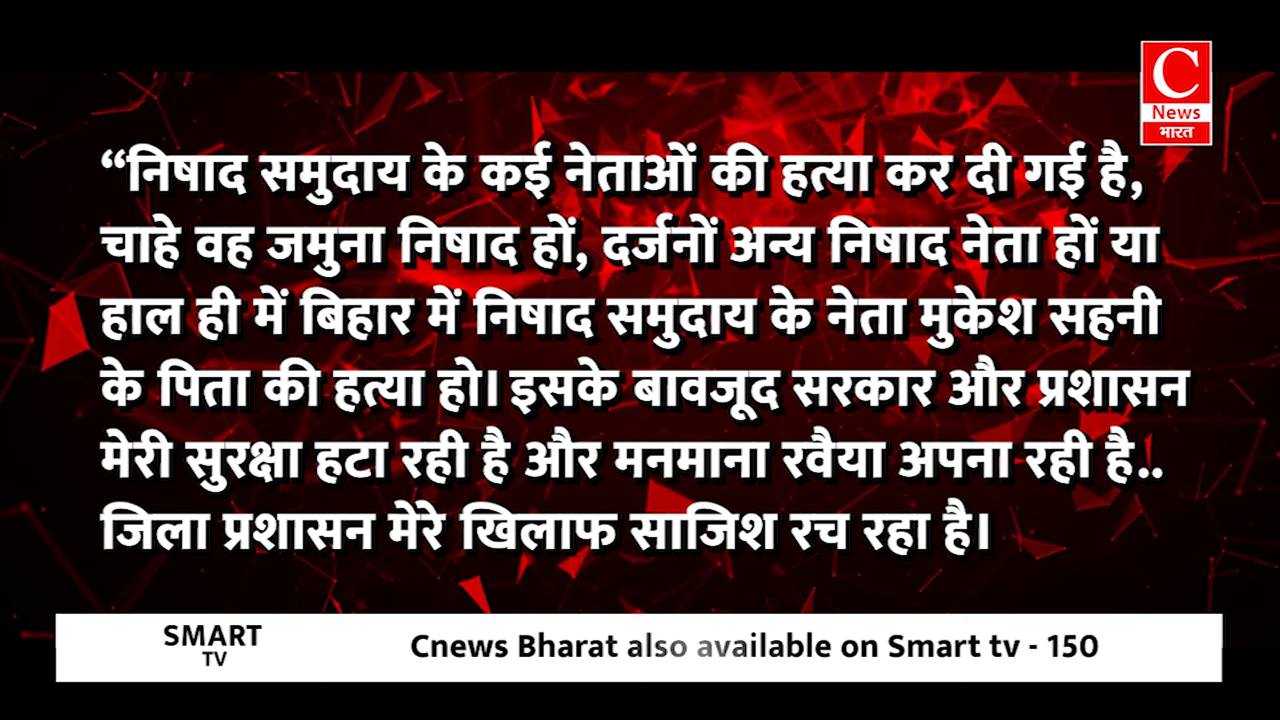 C
News
भारत
“निषाद समुदाय के कई नेताओं की हत्या कर दी गई है,
चाहे वह जमुना निषाद हों, दर्जनों अन्य निषाद नेता हों या
हाल ही में बिहार में निषाद समुदाय के नेता मुकेश सहनी
के पिता की हत्या हो। इसके बावजूद सरकार और प्रशासन
मेरी सुरक्षा हटा रही है और मनमाना रवैया अपना रही है..
जिला प्रशासन मेरे खिलाफ साजिश रच रहा है।
SMART
TV
Cnews Bharat also available on Smart tv - 150